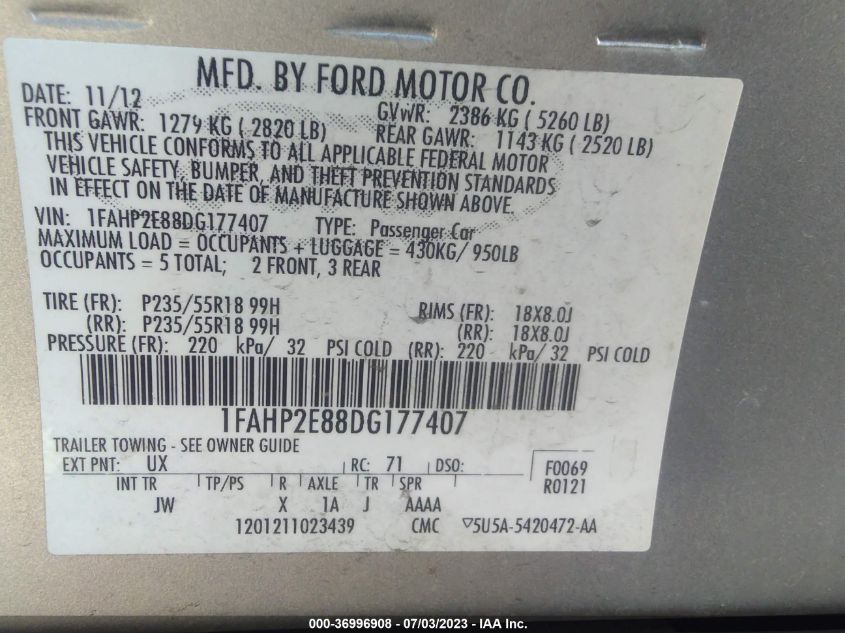 MFD. BY FORD MOTOR CO.
DATE: 11/12 GVWR: 2386 KG ( 5260 LB)
FRONT GAWR: 1279 KG ( 2820 LB) REAR GAWR: 1143 KG ( 2520 LB)
THIS VEHICLE CONFORMS TO ALL APPLICABLE FEDERAL MOTOR
VEHICLE SAFETY, BUMPER, AND THEFT PREVENTION STANDARDS
IN EFFECT ON THE DATE OF MANUFACTURE SHOWN ABOVE.
VIN: 1FAHP2E88DG177407 TYPE: Passenger Car
MAXIMUM LOAD = OCCUPANTS + LUGGAGE = 430KG/ 950LB
OCCUPANTS = 5 TOTAL; 2 FRONT, 3 REAR
TIRE (FR): P235/55R18 99H RIMS (FR): 18X8.0J
(RR): P235/55R18 99H (RR): 18X8.0J
PRESSURE (FR): 220 kPa/ 32 PSI COLD (RR): 220 kPa/ 32 PSI COLD
1FAHP2E88DG177407
TRAILER TOWING - SEE OWNER GUIDE
EXT PNT: UX RC: 71 DSO: F0069
INT TR TP/PS R AXLE TR SPR R0121
JW X 1A J AAAA
1201211023439 CMC ▽5U5A-5420472-AA
000-36996908 - 07/03/2023 - IAA Inc.